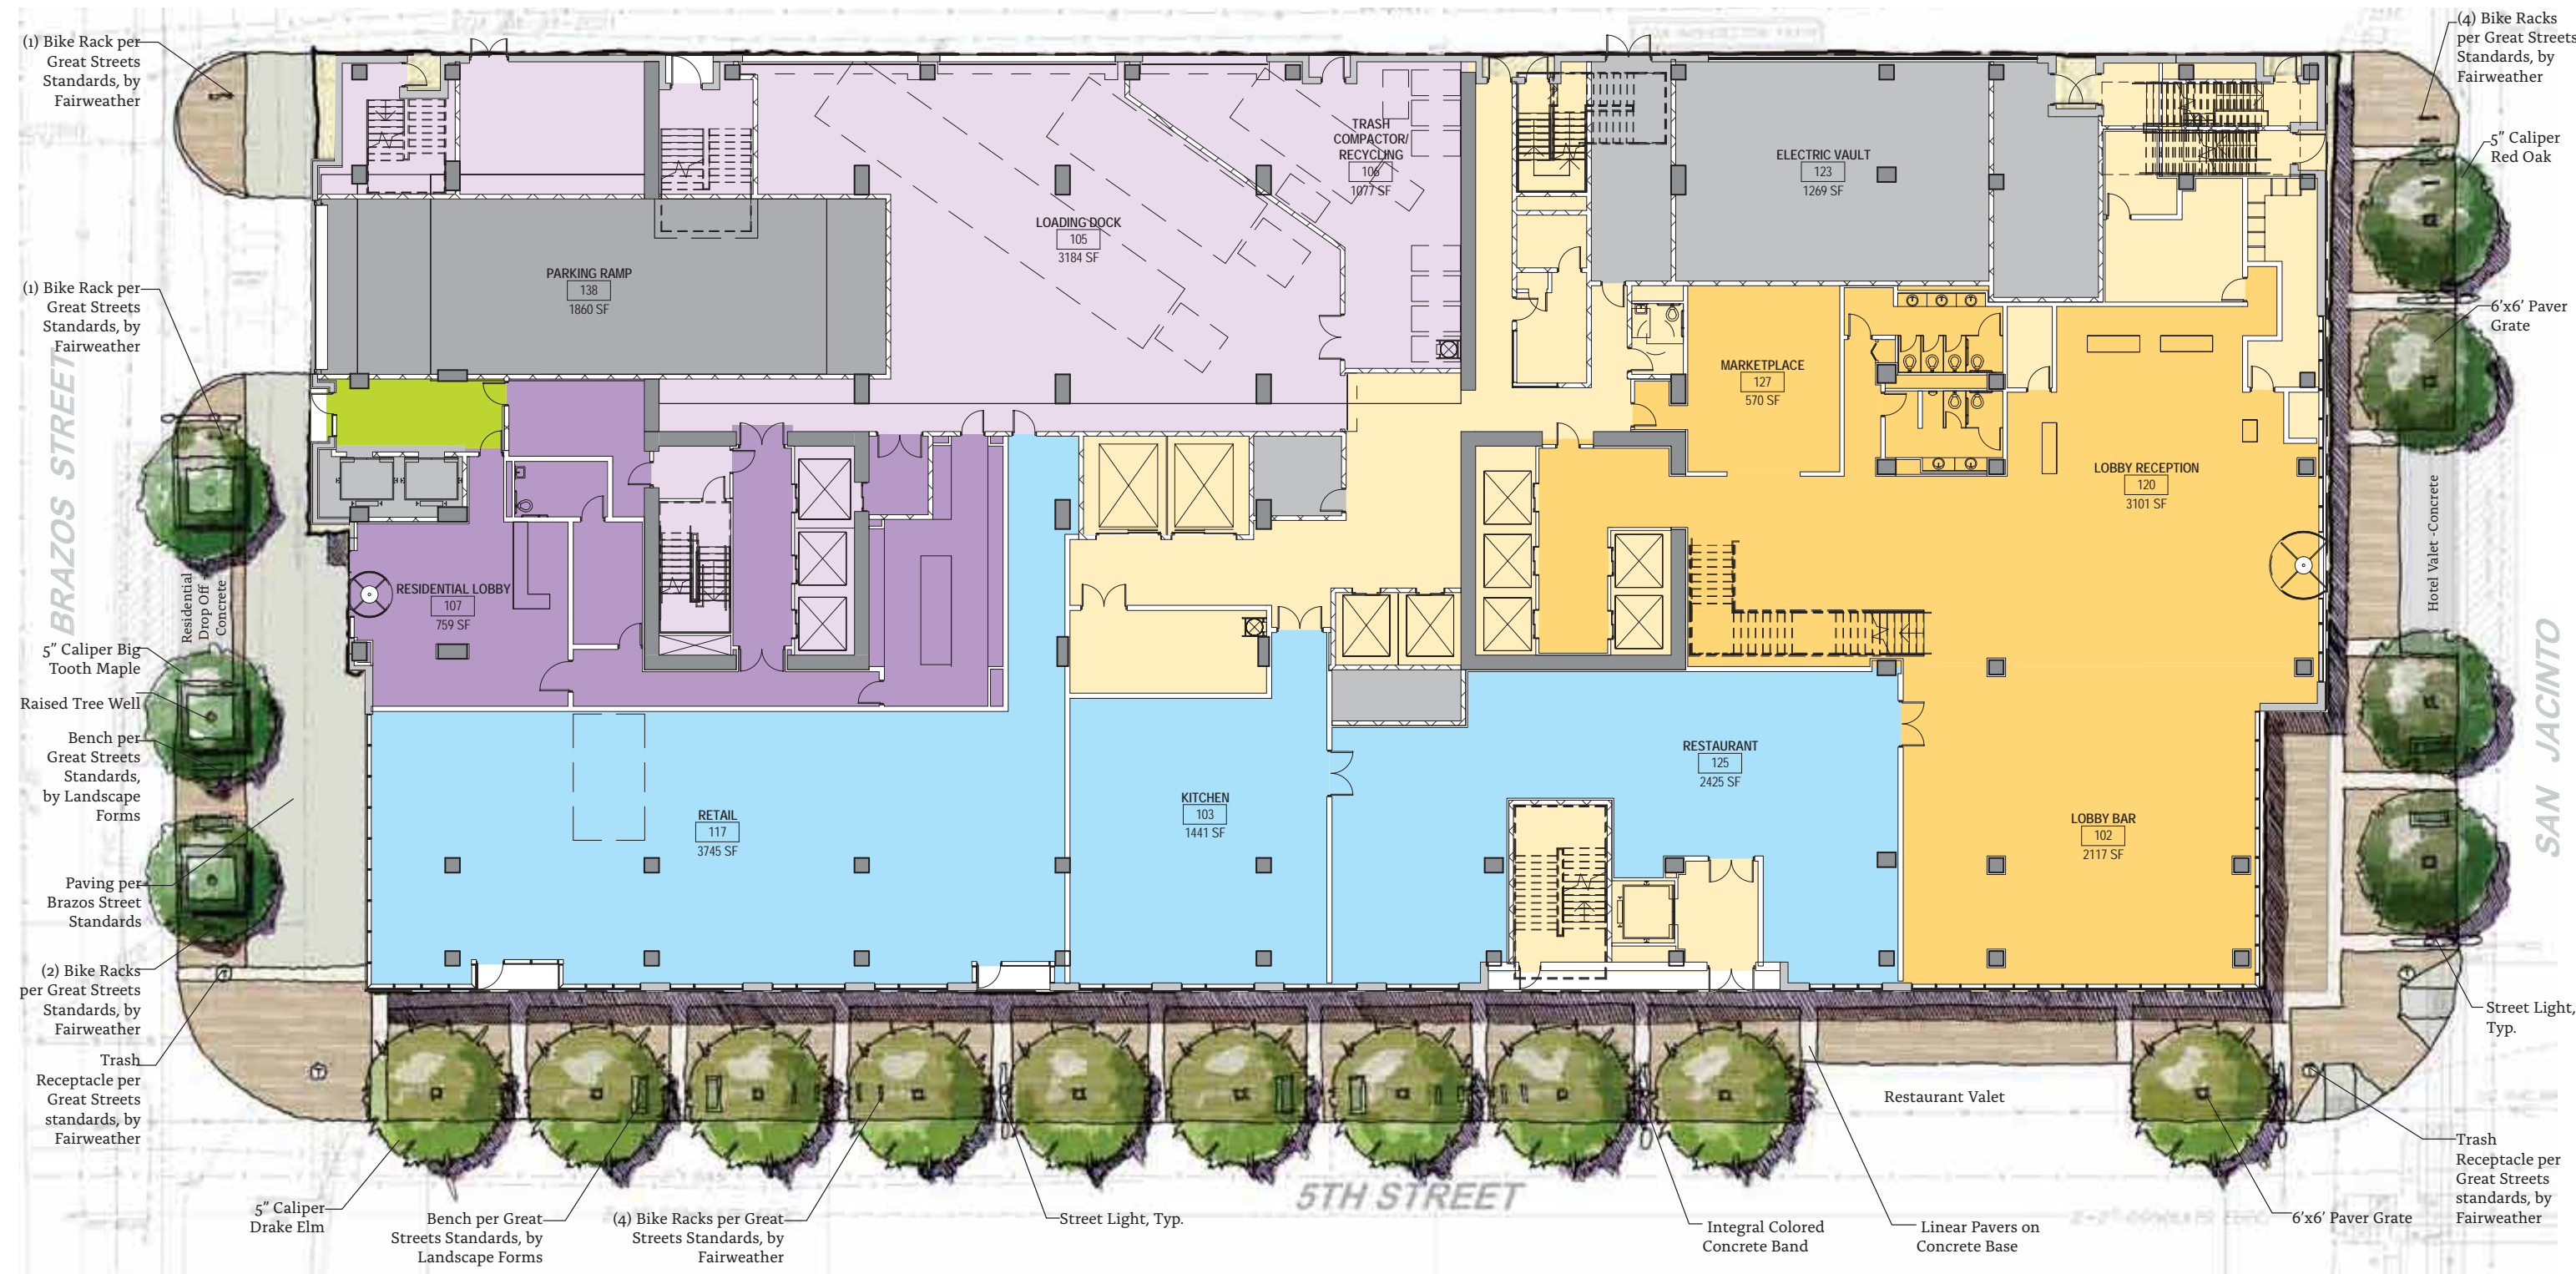 (1) Bike Rack per
Great Streets
Standards, by
Fairweather
(1) Bike Rack per
Great Streets
Standards, by
Fairweather
BRAZOS STREET
Residential
Drop Off
Concrete
5” Caliper Big
Tooth Maple
Raised Tree Well
Bench per
Great Streets
Standards,
by Landscape
Forms
Paving per
Brazos Street
Standards
(2) Bike Racks
per Great Streets
Standards, by
Fairweather
Trash
Receptacle per
Great Streets
standards, by
Fairweather
PARKING RAMP
138
1860 SF
LOADING DOCK
105
3184 SF
TRASH
COMPACTOR/
RECYCLING
106
1077 SF
ELECTRIC VAULT
123
1269 SF
MARKETPLACE
127
570 SF
LOBBY RECEPTION
120
3101 SF
RESIDENTIAL LOBBY
107
759 SF
RETAIL
117
3745 SF
KITCHEN
103
1441 SF
RESTAURANT
125
2425 SF
LOBBY BAR
102
2117 SF
(4) Bike Racks
per Great Streets
Standards, by
Fairweather
5” Caliper
Red Oak
6’x6’ Paver
Grate
Hotel Valet -Concrete
SAN JACINTO
Street Light,
Typ.
Trash
Receptacle per
Great Streets
standards, by
Fairweather
5” Caliper
Drake Elm
Bench per Great
Streets Standards, by
Landscape Forms
(4) Bike Racks per Great
Streets Standards, by
Fairweather
Street Light, Typ.
5TH STREET
Restaurant Valet
Integral Colored
Concrete Band
Linear Pavers on
Concrete Base
6’x6’ Paver Grate